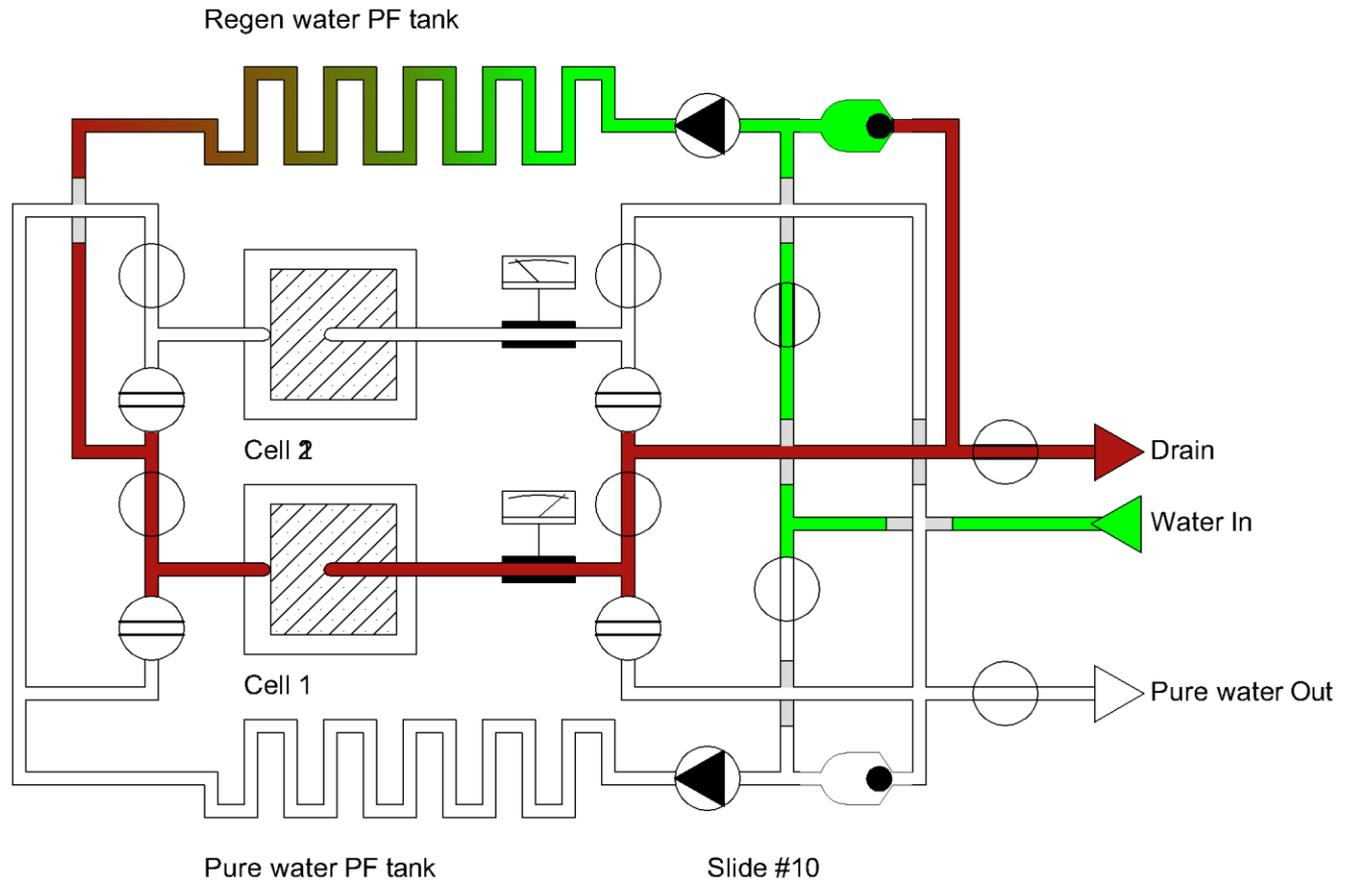 Regen water PF tank
Cell 2
Drain
Water In
Cell 1
Pure water Out
Pure water PF tank
Slide #10